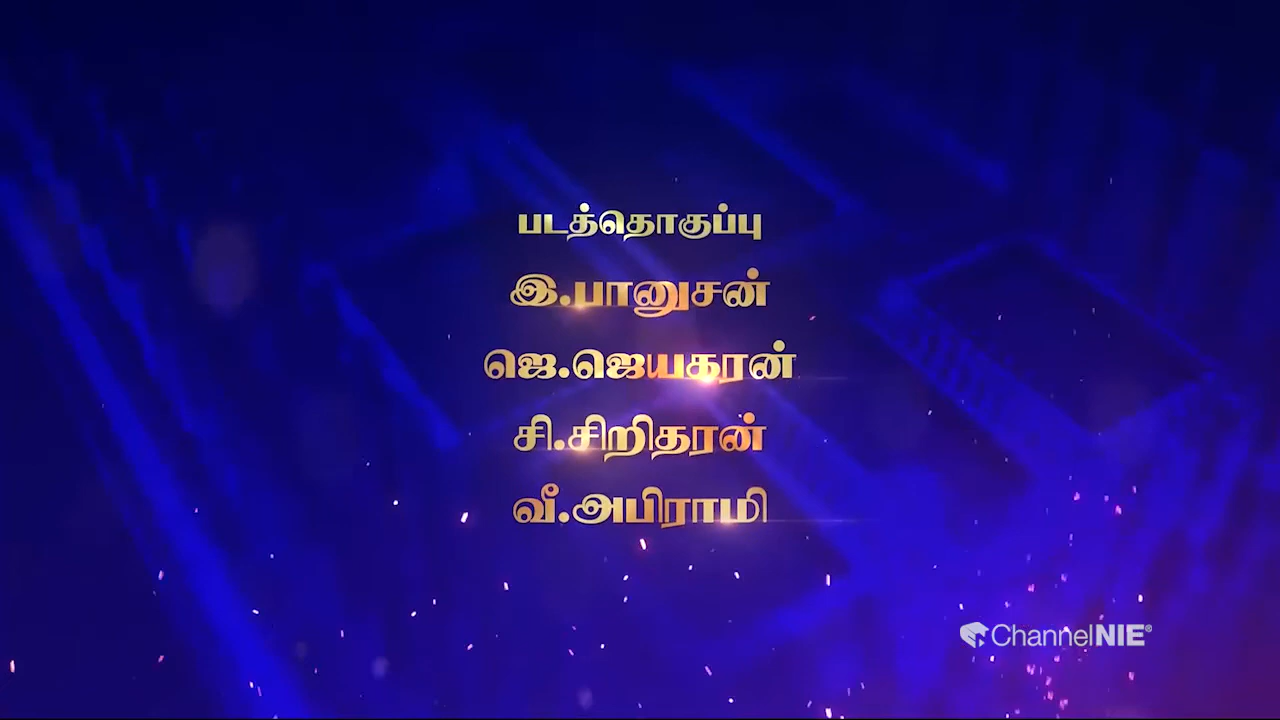 படத்தொகுப்பு
இ.பானுசன்
ஜெ.ஜெயகரன்
சி.சிறிதரன்
வீ.அபிராமி
ChannelNIE®